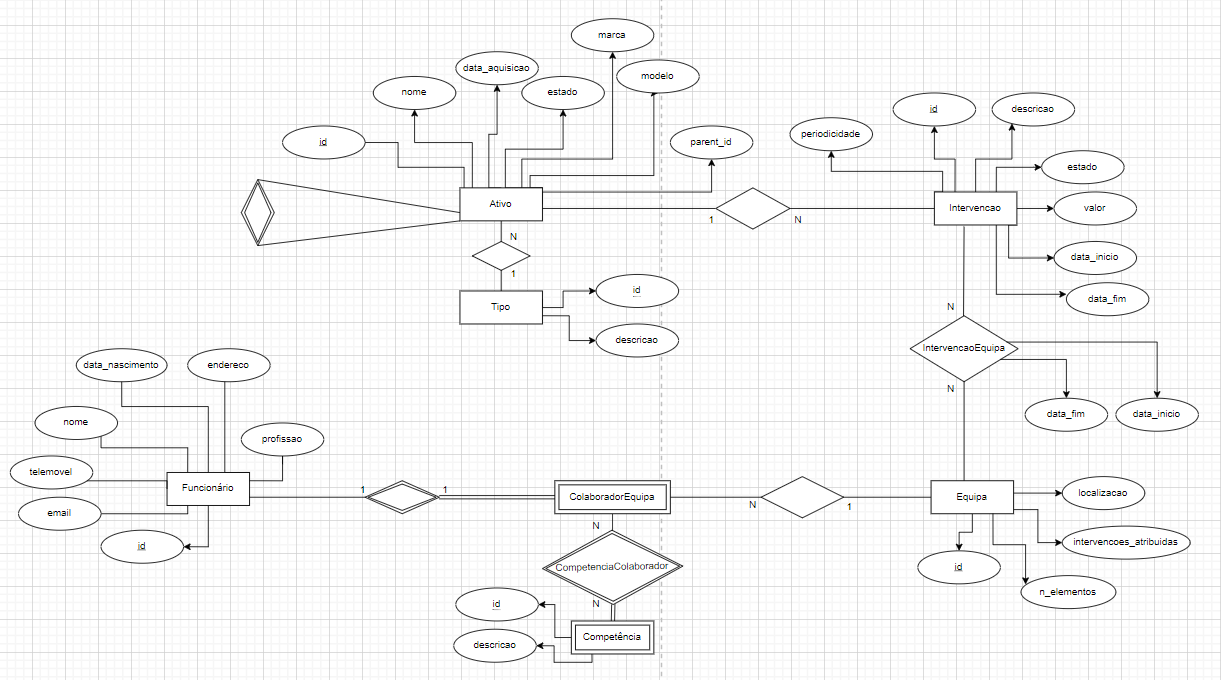 marca
data_aquisicao
modelo
nome
estado
id
descricao
periodicidade
id
parent_id
estado
Ativo
Intervencao
valor
1
N
N
data_inicio
1
id
data_fim
Tipo
N
descricao
IntervencaoEquipa
data_nascimento
endereco
N
nome
data_fim
data_inicio
profissao
telemovel
Funcionário
1
1
ColaboradorEquipa
N
1
Equipa
localizacao
email
N
id
intervencoes_atribuidas
CompetenciaColaborador
id
n_elementos
id
N
Competência
descricao